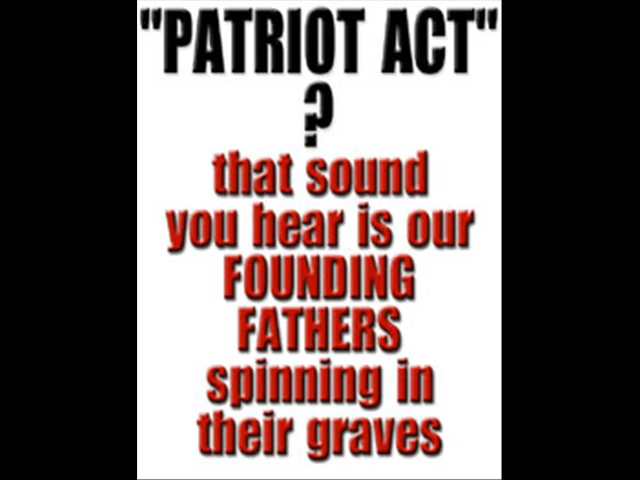 "PATRIOT ACT"
?
that sound
you hear is our
FOUNDING
FATHERS
spinning in
their graves